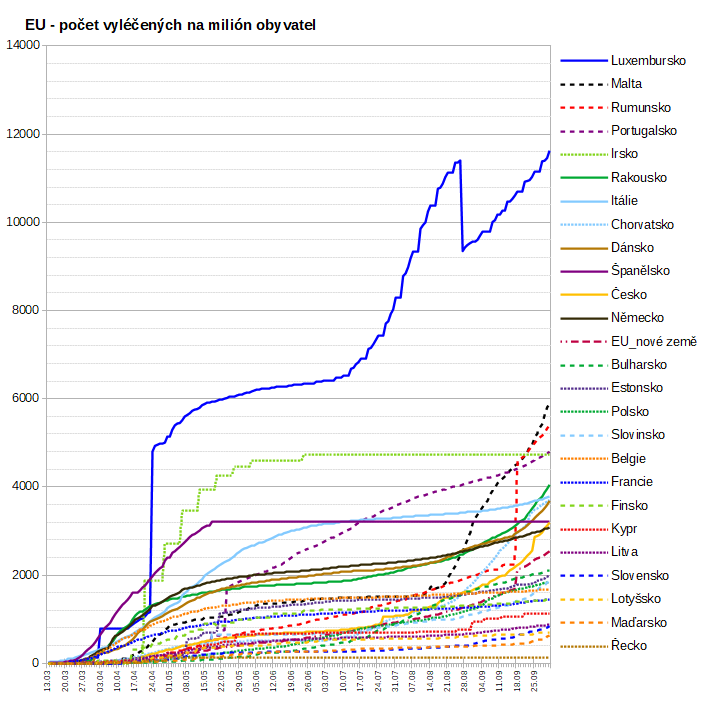 EU - počet vyléčených na milión obyvatel
14000
12000
10000
8000
6000
4000
2000
0
13.03
20.03
27.03
03.04
10.04
17.04
24.04
01.05
08.05
15.05
22.05
29.05
05.06
12.06
19.06
26.06
03.07
10.07
17.07
24.07
31.07
07.08
14.08
21.08
28.08
04.09
11.09
18.09
25.09
Luxembursko
Malta
Rumunsko
Portugalsko
Irsko
Rakousko
Itálie
Chorvatsko
Dánsko
Španělsko
Česko
Německo
EU_nové země
Bulharsko
Estonsko
Polsko
Slovinsko
Belgie
Francie
Finsko
Kypr
Litva
Slovensko
Lotyšsko
Maďarsko
Řecko